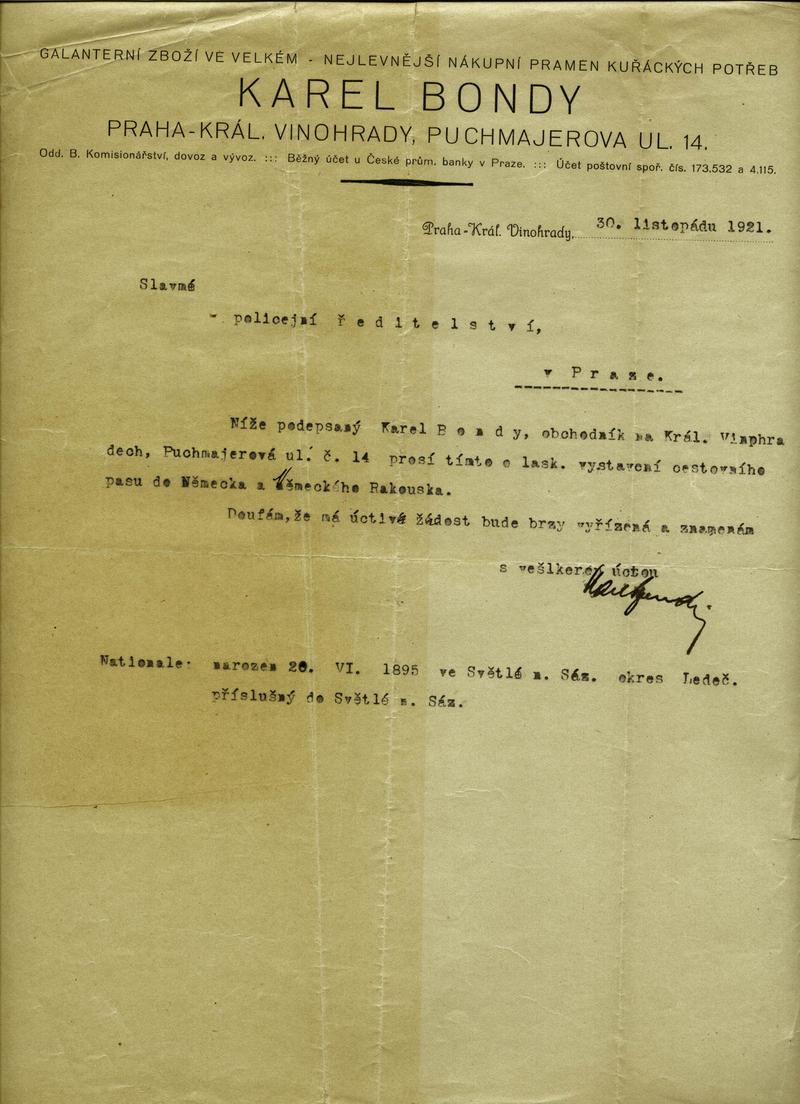 GALANTERNÍ ZBOŽÍ VE VELKÉM - NEJLEVNĚJŠÍ NÁKUPNÍ PRAMEN KUŘÁCKÝCH POTŘEB
KAREL BONDY
PRAHA-KRÁL. VINOHRADY, PUCHMAJEROVA UL. 14.
Odd. B. Komisionářství, dovoz a vývoz. ::: Běžný účet u České prům. banky v Praze. ::: Účet poštovní spoř. čís. 173.532 a 4.115.
Praha-Král. Vinohrady, 30. listopádu 1921.
Slavné
- policejní ředitelství,
v Praze.
Níže podepsaný Karel Bondy, obchodník na Král. Vinohra
dech, Puchmajerová ul. č. 14 prosí tímto o lask. vystavení cestovního
pasu do Německa a Německého Rakouska.
Doufám, že má úctivá žádost bude brzy vyřízená a znamenám
s veškerou úctou
Karel Bondy.
Nationale: narozen 20. VI. 1895 ve Světlé n. Sáz. okres Ledeč.
příslušný do Světlé n. Sáz.